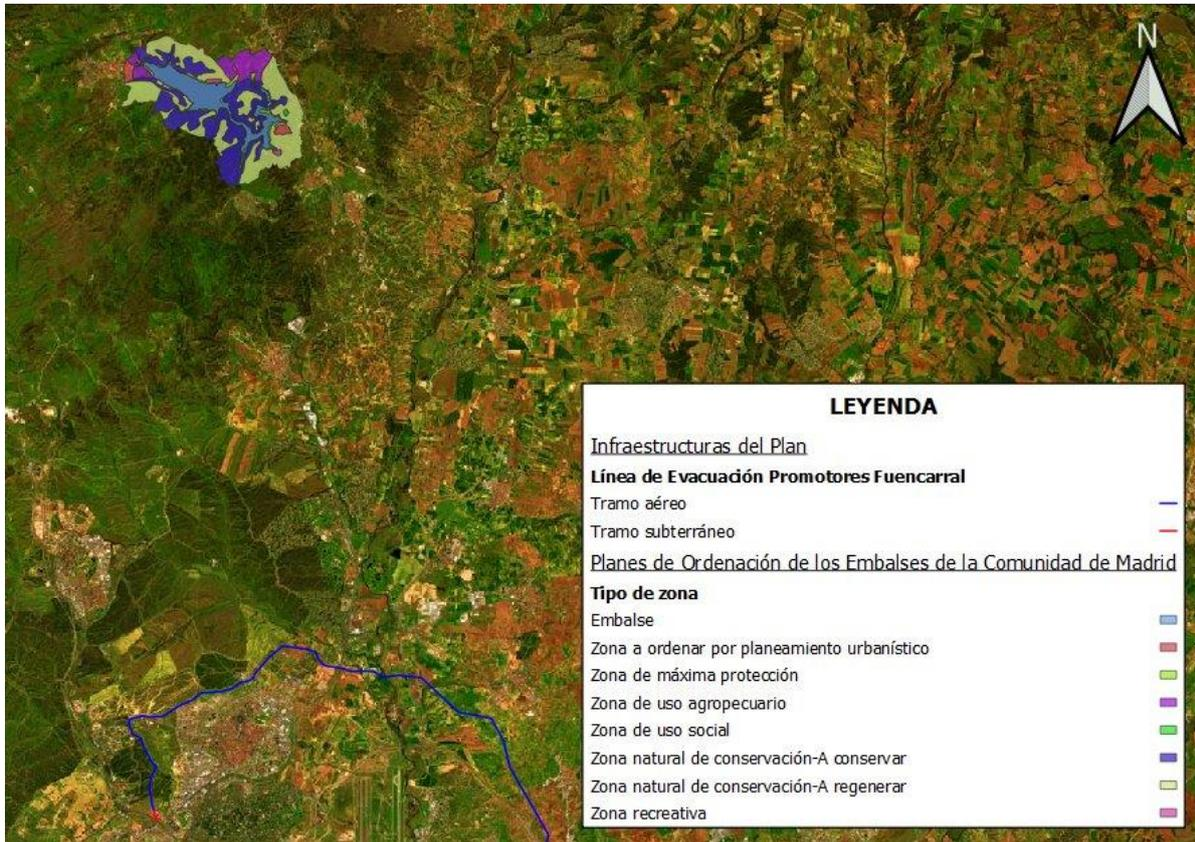 N
LEYENDA
Infraestructuras del Plan
Línea de Evacuación Promotores Fuencarral
Tramo aéreo
Tramo subterráneo
Planes de Ordenación de los Embalses de la Comunidad de Madrid
Tipo de zona
Embalse
Zona a ordenar por planeamiento urbanístico
Zona de máxima protección
Zona de uso agropecuario
Zona de uso social
Zona natural de conservación-A conservar
Zona natural de conservación-A regenerar
Zona recreativa